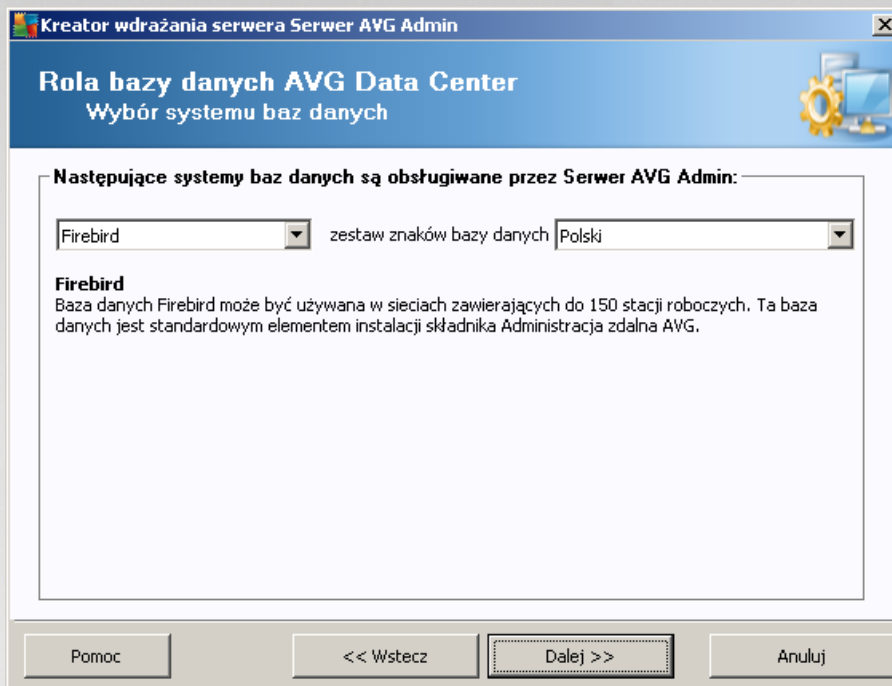 Kreator wdrażania serwera Serwer AVG Admin
Rola bazy danych AVG Data Center
Wybór systemu baz danych
Następujące systemy baz danych są obsługiwane przez Serwer AVG Admin:
Firebird zestaw znaków bazy danych Polski
Firebird
Baza danych Firebird może być używana w sieciach zawierających do 150 stacji roboczych. Ta baza
danych jest standardowym elementem instalacji składnika Administracja zdalna AVG.
Pomoc << Wstecz Dalej >> Anuluj